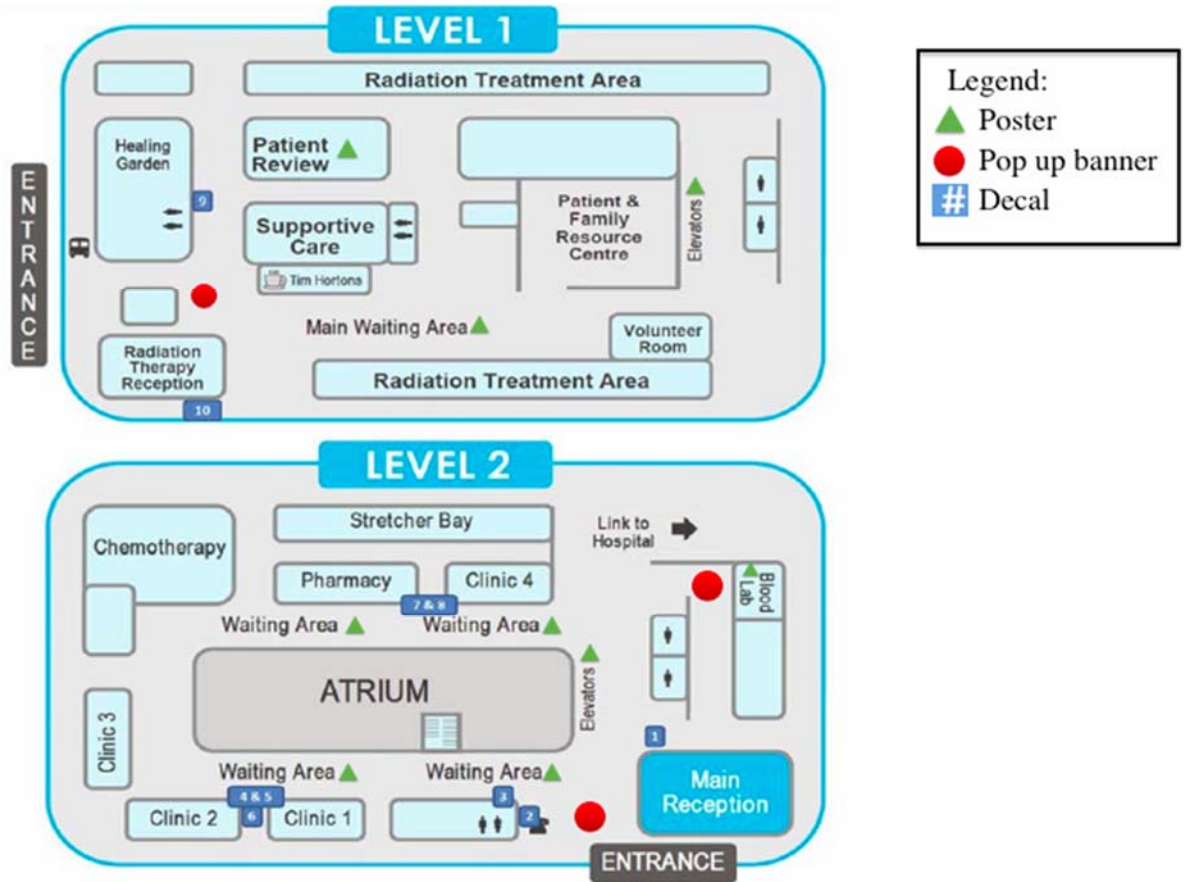 LEVEL 1
Radiation Treatment Area
Healing
Garden
Patient
Review
9
Supportive
Care
Tim Hortons
Patient &
Family
Resource
Centre
Elevators
ENTRANCE
Main Waiting Area
Volunteer
Room
Radiation
Therapy
Reception
Radiation Treatment Area
10
Legend:
Poster
Pop up banner
# Decal
LEVEL 2
Chemotherapy
Stretcher Bay
Link to
Hospital
Pharmacy
Clinic 4
7 & 8
Blood
Lab
Waiting Area
Waiting Area
ATRIUM
Elevators
Clinic 3
1
Waiting Area
Waiting Area
Main
Reception
4 & 5
3
Clinic 2
6
Clinic 1
2
ENTRANCE